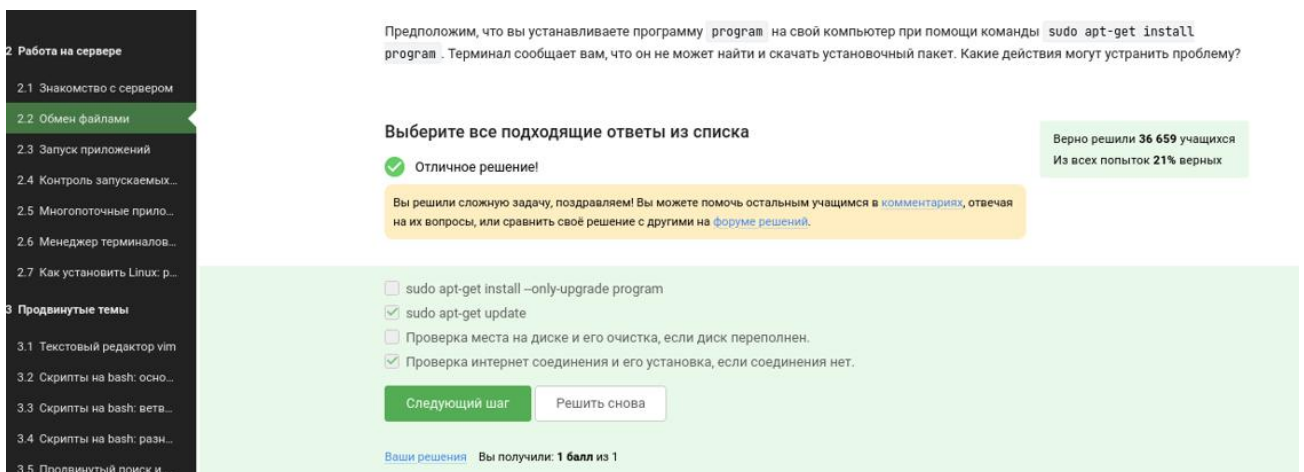 2 Работа на сервере
2.1 Знакомство с сервером
2.2 Обмен файлами
2.3 Запуск приложений
2.4 Контроль запускаемых...
2.5 Многопоточные прило...
2.6 Менеджер терминалов...
2.7 Как установить Linux: р...
3 Продвинутые темы
3.1 Текстовый редактор vim
3.2 Скрипты на bash: осно...
3.3 Скрипты на bash: ветв...
3.4 Скрипты на bash: разн...
3.5 Продвинутый поиск и
Предположим, что вы устанавливаете программу program на свой компьютер при помощи команды sudo apt-get install
program . Терминал сообщает вам, что он не может найти и скачать установочный пакет. Какие действия могут устранить проблему?
Выберите все подходящие ответы из списка
Верно решили 36 659 учащихся
Из всех попыток 21% верных
Отличное решение!
Вы решили сложную задачу, поздравляем! Вы можете помочь остальным учащимся в комментариях, отвечая
на их вопросы, или сравнить своё решение с другими на форуме решений.
sudo apt-get install –only-upgrade program
sudo apt-get update
Проверка места на диске и его очистка, если диск переполнен.
Проверка интернет соединения и его установка, если соединения нет.
Следующий шаг
Решить снова
Ваши решения Вы получили: 1 балл из 1